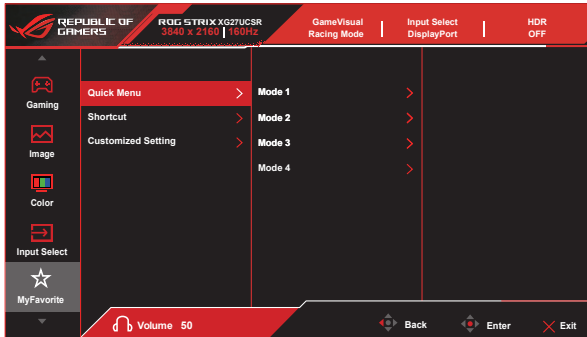 REPUBLIC OF
GAMERS
ROG STRIX XG27UCSR
3840 x 2160 160Hz
GameVisual
Racing Mode
Input Select
DisplayPort
HDR
OFF
Gaming
Image
Color
Input Select
MyFavorite
Quick Menu
Shortcut
Customized Setting
Mode 1
Mode 2
Mode 3
Mode 4
Volume 50
Back
Enter
Exit